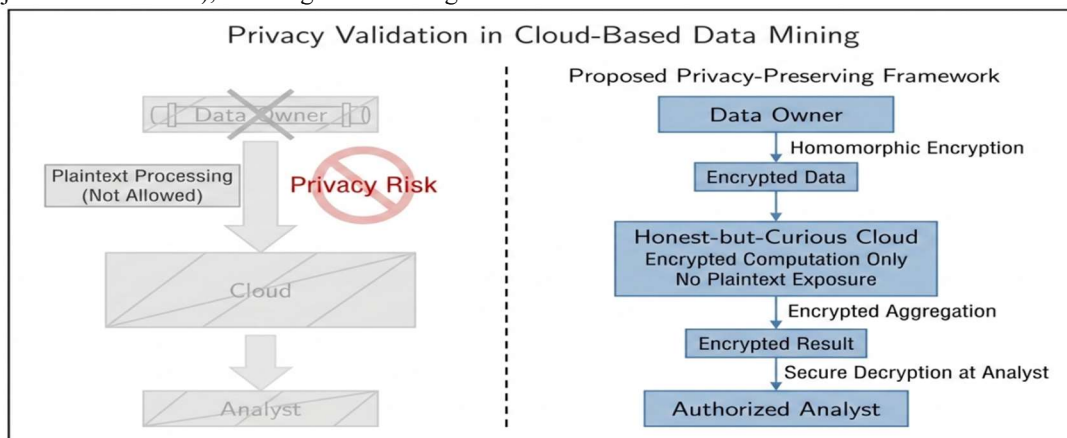 Privacy Validation in Cloud-Based Data Mining
Data Owner
Plaintext Processing
(Not Allowed)
Privacy Risk
Cloud
Analyst
Proposed Privacy-Preserving Framework
Data Owner
Homomorphic Encryption
Encrypted Data
Honest-but-Curious Cloud
Encrypted Computation Only
No Plaintext Exposure
Encrypted Aggregation
Encrypted Result
Secure Decryption at Analyst
Authorized Analyst